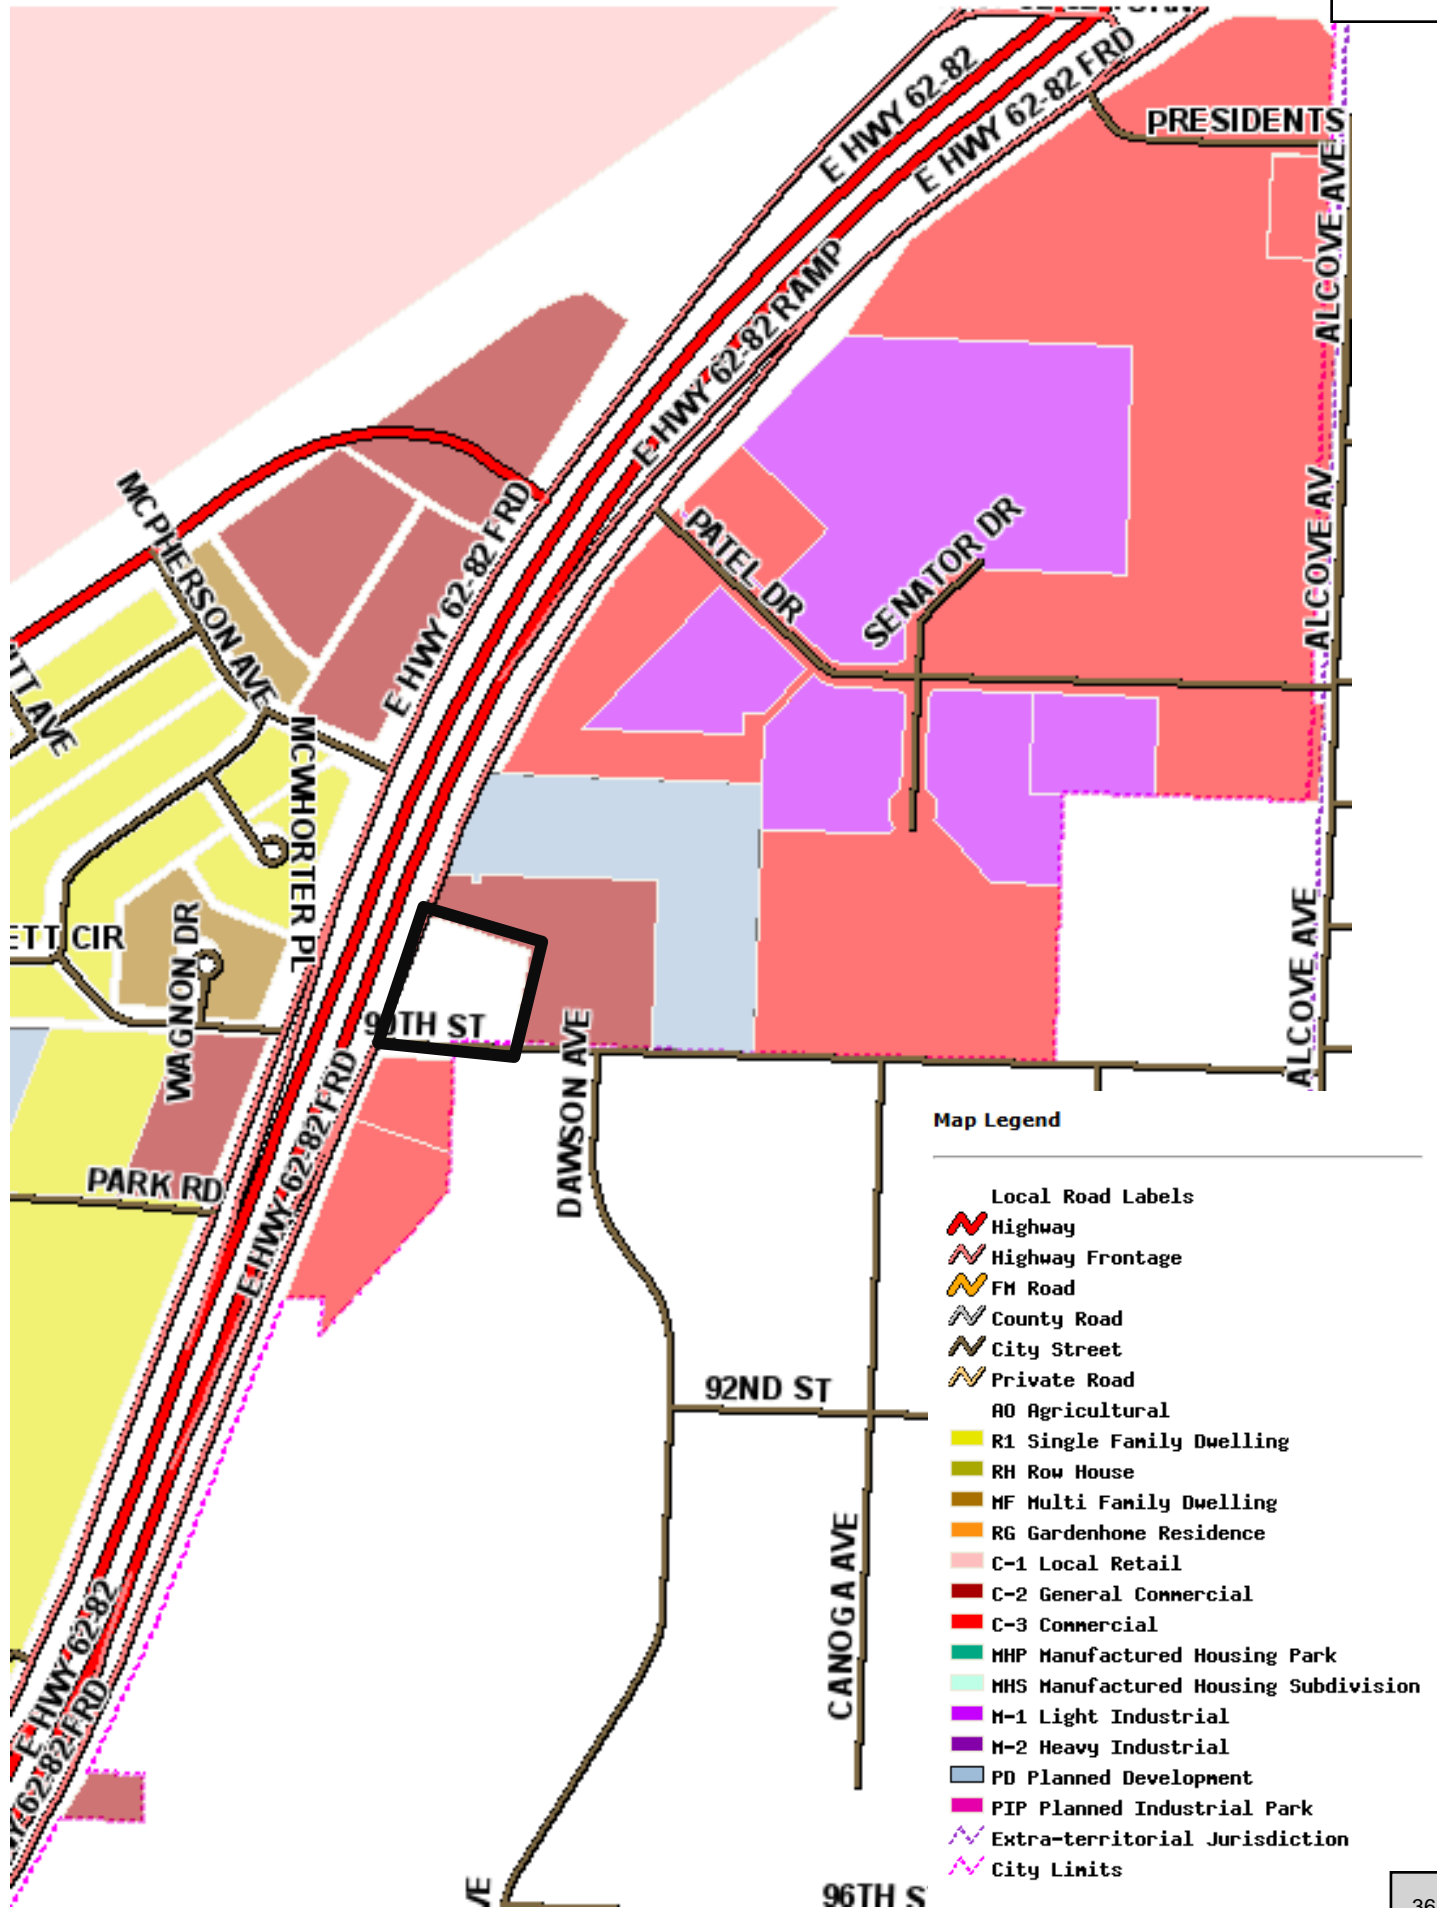 E HWY 62-82
E HWY 62-82 FRD
PRESIDENTS
ALCOVE AVE
E HWY 62-82 RAMP
MCPHERSON AVE
E HWY 62-82 FRD
PATEL DR
SENATOR DR
ALCOVE AV
AVE
MCWHORTER PL
ETT CIR
WAGNON DR
90TH ST
DAWSON AVE
ALCOVE AVE
E HWY 62-82 FRD
PARK RD
92ND ST
CANOGA AVE
E HWY 62-82
62-82 FRD
VE
96TH S
Map Legend
Local Road Labels
Highway
Highway Frontage
FM Road
County Road
City Street
Private Road
AO Agricultural
R1 Single Family Dwelling
RH Row House
MF Multi Family Dwelling
RG Gardenhome Residence
C-1 Local Retail
C-2 General Commercial
C-3 Commercial
MHP Manufactured Housing Park
MHS Manufactured Housing Subdivision
M-1 Light Industrial
M-2 Heavy Industrial
PD Planned Development
PIP Planned Industrial Park
Extra-territorial Jurisdiction
City Limits
36